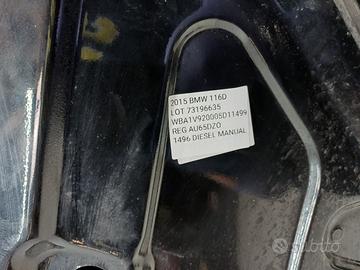 2015 BMW 116D
LOT 73196635
WBA1V920005D11499
REG AU65DZO
1496 DIESEL MANUAL
subito